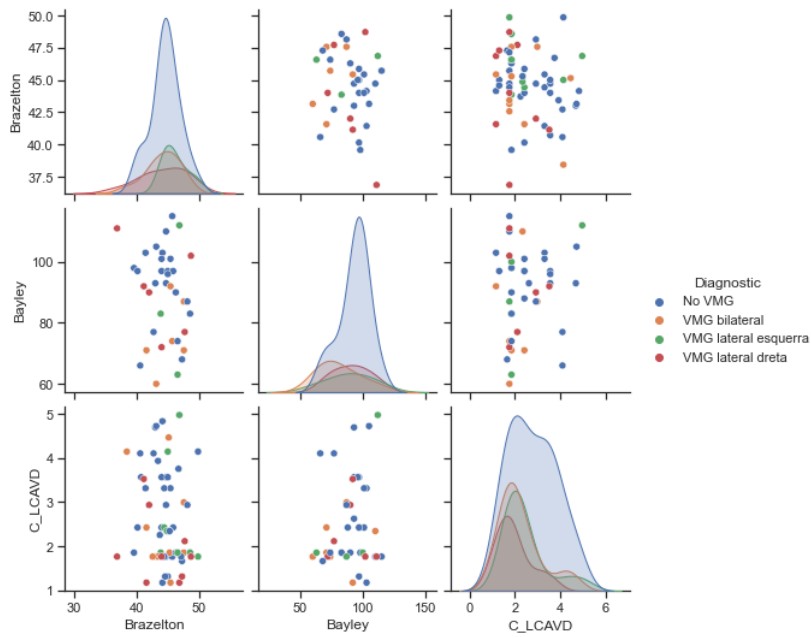 50.0
47.5
45.0
42.5
40.0
37.5
Brazelton
100
80
60
Bayley
Diagnostic
No VMG
VMG bilateral
VMG lateral esquerra
VMG lateral dreta
5
4
3
2
1
C_LCAVD
30 40 50
Brazelton
50 100 150
Bayley
0 2 4 6
C_LCAVD